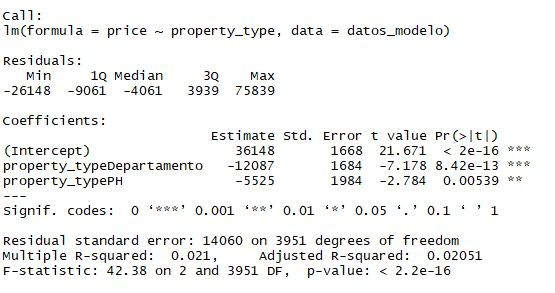 Call:
lm(formula = price ~ property_type, data = datos_modelo)
Residuals:
Min 1Q Median 3Q Max
-26148 -9061 -4061 3939 75839
Coefficients:
Estimate Std. Error t value Pr(>|t|)
(Intercept) 36148 1668 21.671 < 2e-16 ***
property_typeDepartamento -12087 1684 -7.178 8.42e-13 ***
property_typePH -5525 1984 -2.784 0.00539 **
---
Signif. codes: 0 ‘***’ 0.001 ‘**’ 0.01 ‘*’ 0.05 ‘.’ 0.1 ‘ ’ 1
Residual standard error: 14060 on 3951 degrees of freedom
Multiple R-squared: 0.021, Adjusted R-squared: 0.02051
F-statistic: 42.38 on 2 and 3951 DF, p-value: < 2.2e-16